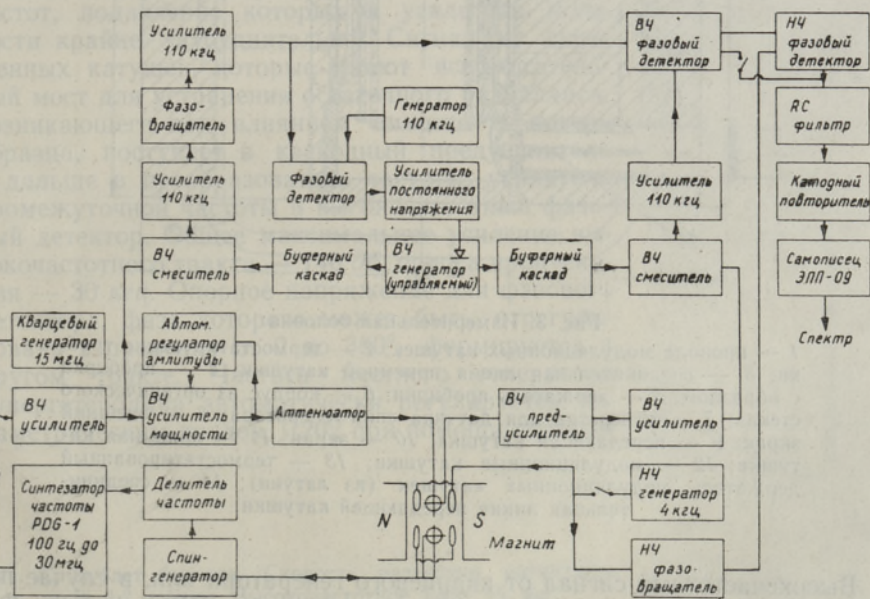 Усилитель
110 кгц
ВЧ
фазовый
детектор
НЧ
фазовый
детектор
Фазо-
вращатель
Генератор
110 кгц
RC
фильтр
Усилитель
110 кгц
Фазовый
детектор
Усилитель
постоянного
напряжения
Усилитель
110 кгц
Катодный
повторитель
ВЧ
смеситель
Буферный
каскад
ВЧ
генератор
(управляемый)
Буферный
каскад
ВЧ
смеситель
Самописец
ЭПП-09
Спектр
Кварцевый
генератор
15 мгц
Автом.
регулятор
амлитуды
ВЧ
усилитель
ВЧ
усилитель
мощности
Аттенюатор
ВЧ
пред-
усилитель
ВЧ
усилитель
Синтезатор
частоты
PDG-1
100 гц до
30мгц
Делитель
частоты
НЧ
генератор
4 кгц
N
S
Магнит
Спин-
генератор
НЧ
фазо-
вращатель